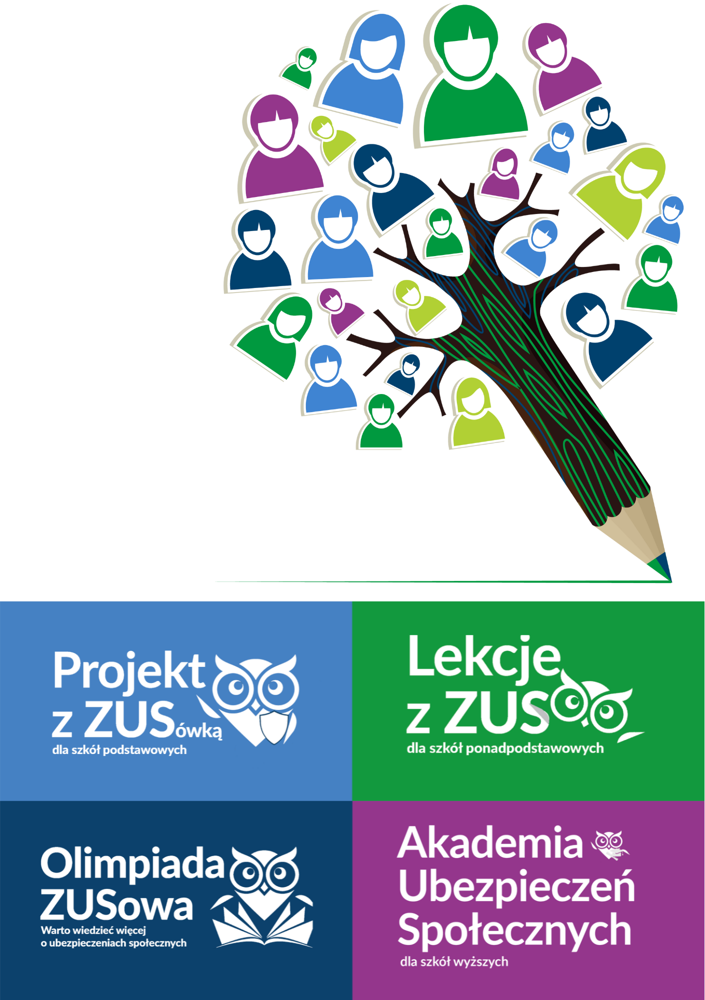 Projekt
z ZUSówką
dla szkół podstawowych
Lekcje
z ZUS
dla szkół ponadpodstawowych
Olimpiada
ZUSowa
Warto wiedzieć więcej
o ubezpieczeniach społecznych
Akademia
Ubezpieczeń
Społecznych
dla szkół wyższych